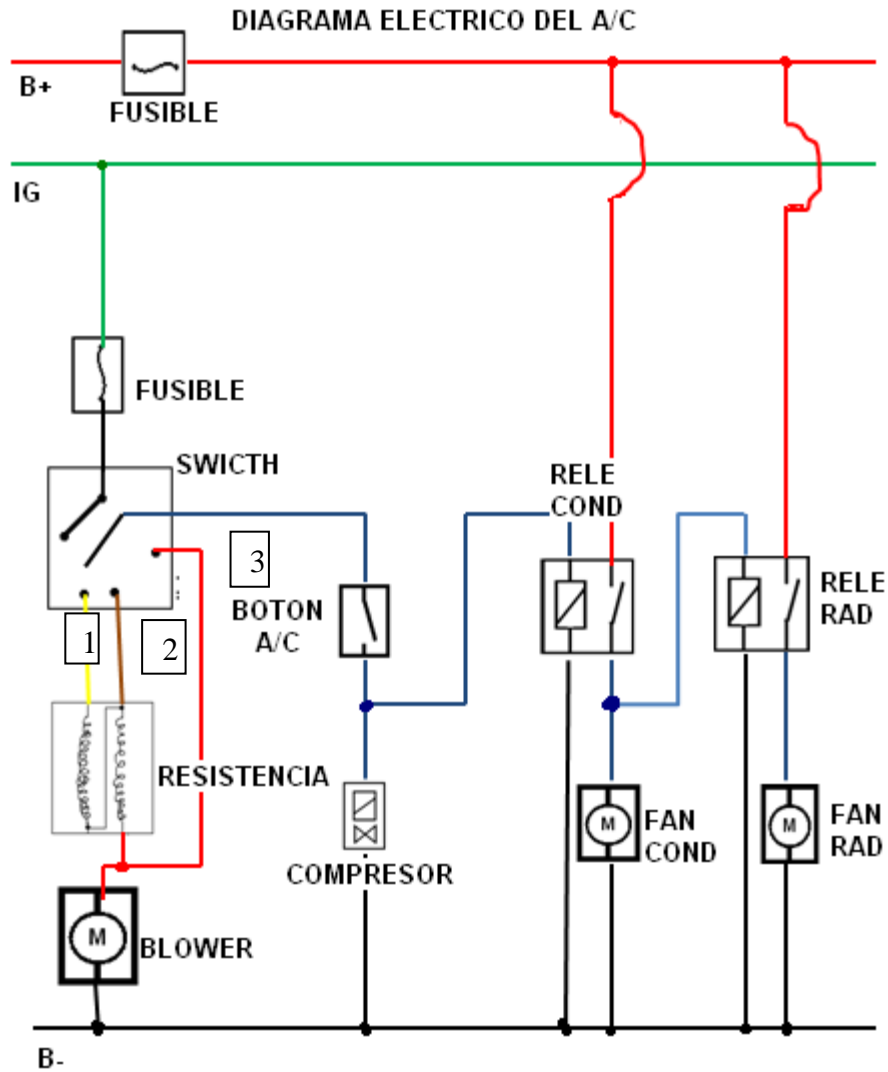 DIAGRAMA ELECTRICO DEL A/C
B+
FUSIBLE
IG
FUSIBLE
SWICTH
RELE
COND
3
RELE
RAD
BOTON
A/C
1
2
RESISTENCIA
M
FAN
COND
M
FAN
RAD
COMPRESOR
M
BLOWER
B-